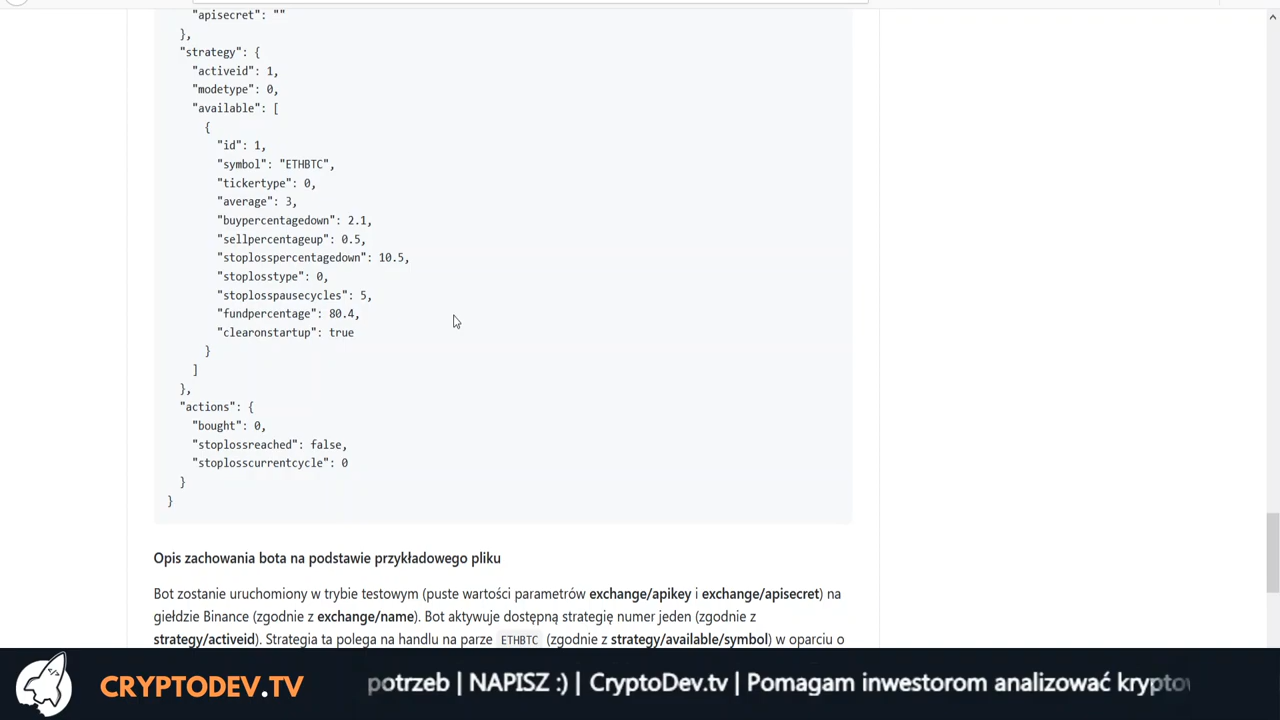 "apisecret": ""
},
"strategy": {
"activeid": 1,
"modetype": 0,
"available": [
{
"id": 1,
"symbol": "ETHBTC",
"tickertype": 0,
"average": 3,
"buypercentagedown": 2.1,
"sellpercentageup": 0.5,
"stoplosspercentagedown": 10.5,
"stoplosstype": 0,
"stoplosspausecycles": 5,
"fundpercentage": 80.4,
"clearonstartup": true
}
]
},
"actions": {
"bought": 0,
"stoplossreached": false,
"stoplosscurrentcycle": 0
}
}
Opis zachowania bota na podstawie przykładowego pliku
Bot zostanie uruchomiony w trybie testowym (puste wartości parametrów exchange/apikey i exchange/apisecret) na
giełdzie Binance (zgodnie z exchange/name). Bot aktywuje dostępną strategię numer jeden (zgodnie z
strategy/activeid). Strategia ta polega na handlu na parze ETHBTC (zgodnie z strategy/available/symbol) w oparciu o
CRYPTODEV.TV
potrzeb | NAPISZ :) | CryptoDev.tv | Pomagam inwestorom analizować krypto